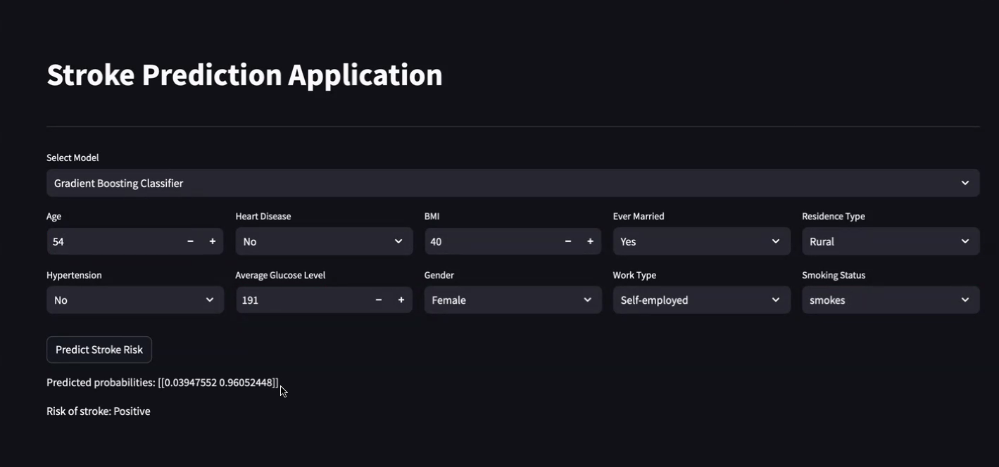 Stroke Prediction Application
Select Model
Gradient Boosting Classifier
Age Heart Disease BMI Ever Married Residence Type
54 − + No 40 − + Yes Rural
Hypertension Average Glucose Level Gender Work Type Smoking Status
No 191 − + Female Self-employed smokes
Predict Stroke Risk
Predicted probabilities: [[0.03947552 0.96052448]]
Risk of stroke: Positive